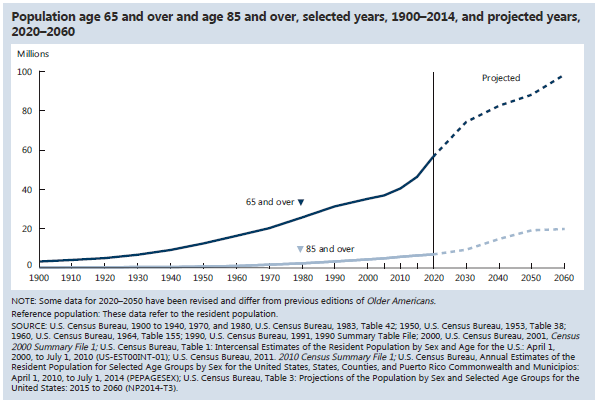 Population age 65 and over and age 85 and over, selected years, 1900–2014, and projected years,
2020–2060
Millions
100
Projected
80
60
65 and over
40
85 and over
20
0
1900 1910 1920 1930 1940 1950 1960 1970 1980 1990 2000 2010 2020 2030 2040 2050 2060
NOTE: Some data for 2020–2050 have been revised and differ from previous editions of Older Americans.
Reference population: These data refer to the resident population.
SOURCE: U.S. Census Bureau, 1900 to 1940, 1970, and 1980, U.S. Census Bureau, 1983, Table 42; 1950, U.S. Census Bureau, 1953, Table 38;
1960, U.S. Census Bureau, 1964, Table 155; 1990, U.S. Census Bureau, 1991, 1990 Summary Table File; 2000, U.S. Census Bureau, 2001, Census
2000 Summary File 1; U.S. Census Bureau, Table 1: Intercensal Estimates of the Resident Population by Sex and Age for the U.S.: April 1,
2000, to July 1, 2010 (US-EST00INT-01); U.S. Census Bureau, 2011. 2010 Census Summary File 1; U.S. Census Bureau, Annual Estimates of the
Resident Population for Selected Age Groups by Sex for the United States, States, Counties, and Puerto Rico Commonwealth and Municipios:
April 1, 2010, to July 1, 2014 (PEPAGESEX); U.S. Census Bureau, Table 3: Projections of the Population by Sex and Selected Age Groups for the
United States: 2015 to 2060 (NP2014-T3).